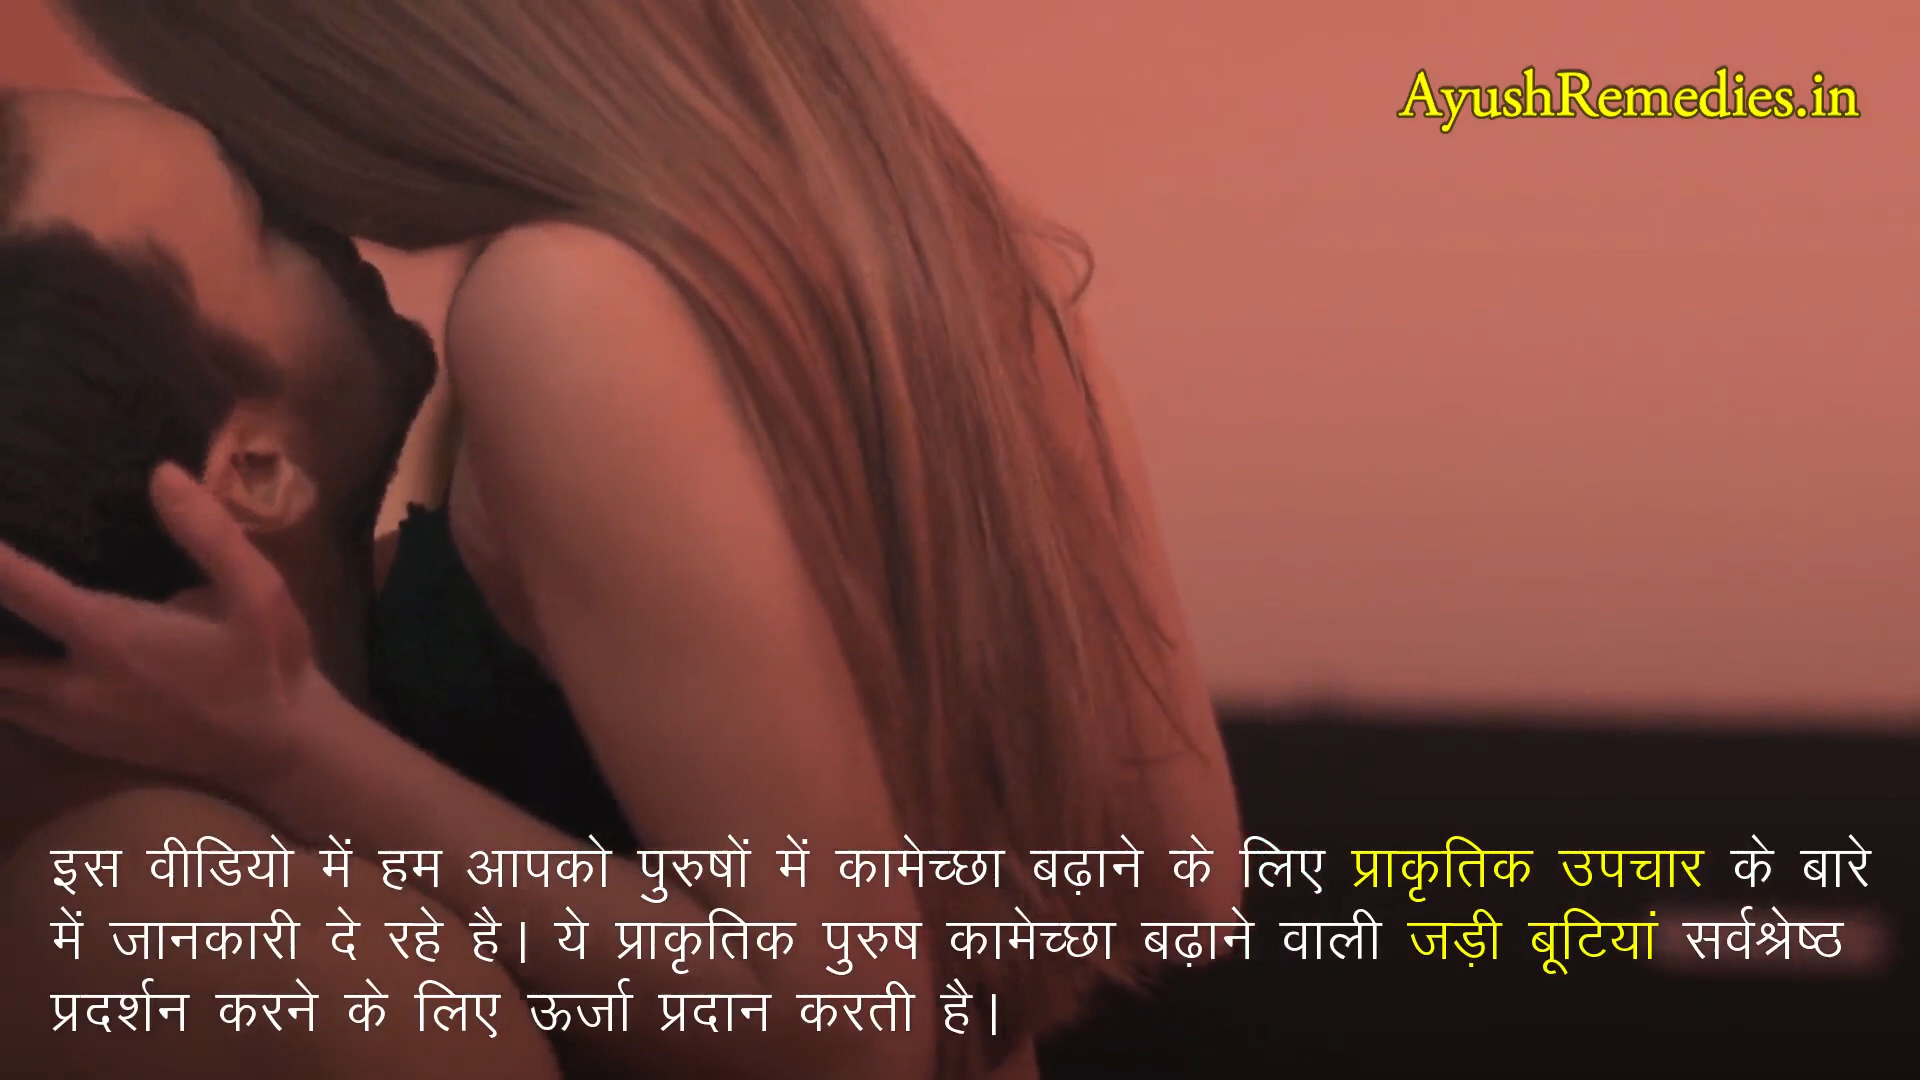 AyushRemedies.in
इस वीडियो में हम आपको पुरुषों में कामेच्छा बढ़ाने के लिए प्राकृतिक उपचार के बारे
में जानकारी दे रहे है। ये प्राकृतिक पुरुष कामेच्छा बढ़ाने वाली जड़ी बूटियां सर्वश्रेष्ठ
प्रदर्शन करने के लिए ऊर्जा प्रदान करती है।